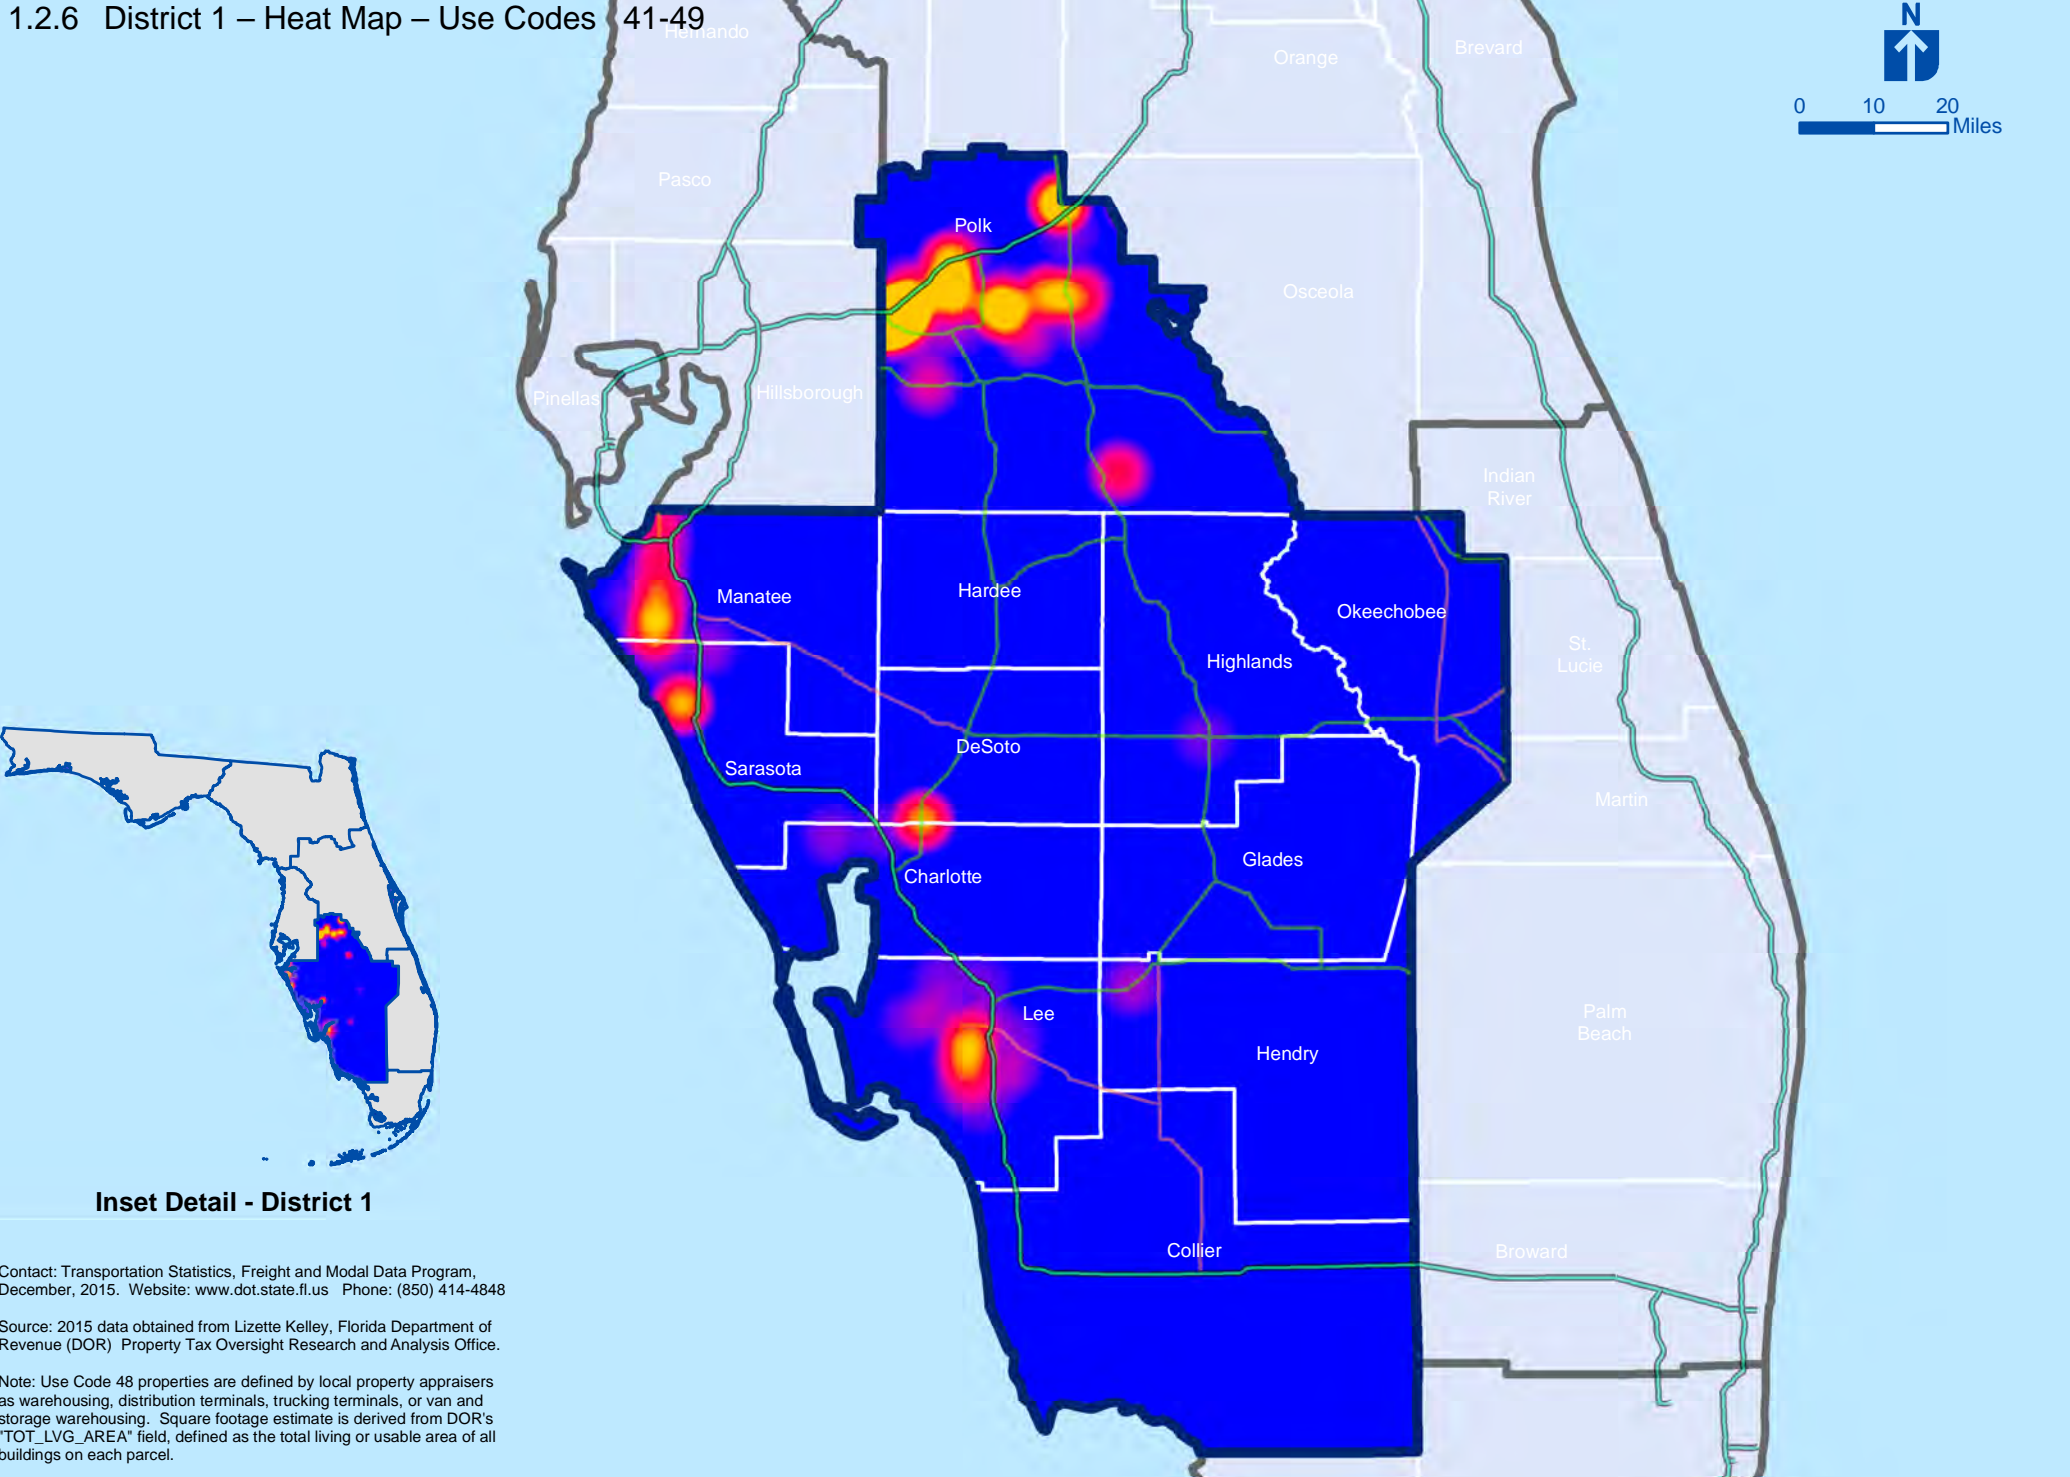 1.2.6 District 1 – Heat Map – Use Codes 41-49
N
0 10 20
Miles
Hernando
Orange
Brevard
Pasco
Polk
Osceola
Pinellas
Hillsborough
Indian
River
Manatee
Hardee
Okeechobee
Highlands
St.
Lucie
DeSoto
Sarasota
Martin
Glades
Charlotte
Lee
Palm
Beach
Hendry
Collier
Broward
Inset Detail - District 1
Contact: Transportation Statistics, Freight and Modal Data Program,
December, 2015. Website: www.dot.state.fl.us Phone: (850) 414-4848
Source: 2015 data obtained from Lizette Kelley, Florida Department of
Revenue (DOR) Property Tax Oversight Research and Analysis Office.
Note: Use Code 48 properties are defined by local property appraisers
as warehousing, distribution terminals, trucking terminals, or van and
storage warehousing. Square footage estimate is derived from DOR's
"TOT_LVG_AREA" field, defined as the total living or usable area of all
buildings on each parcel.